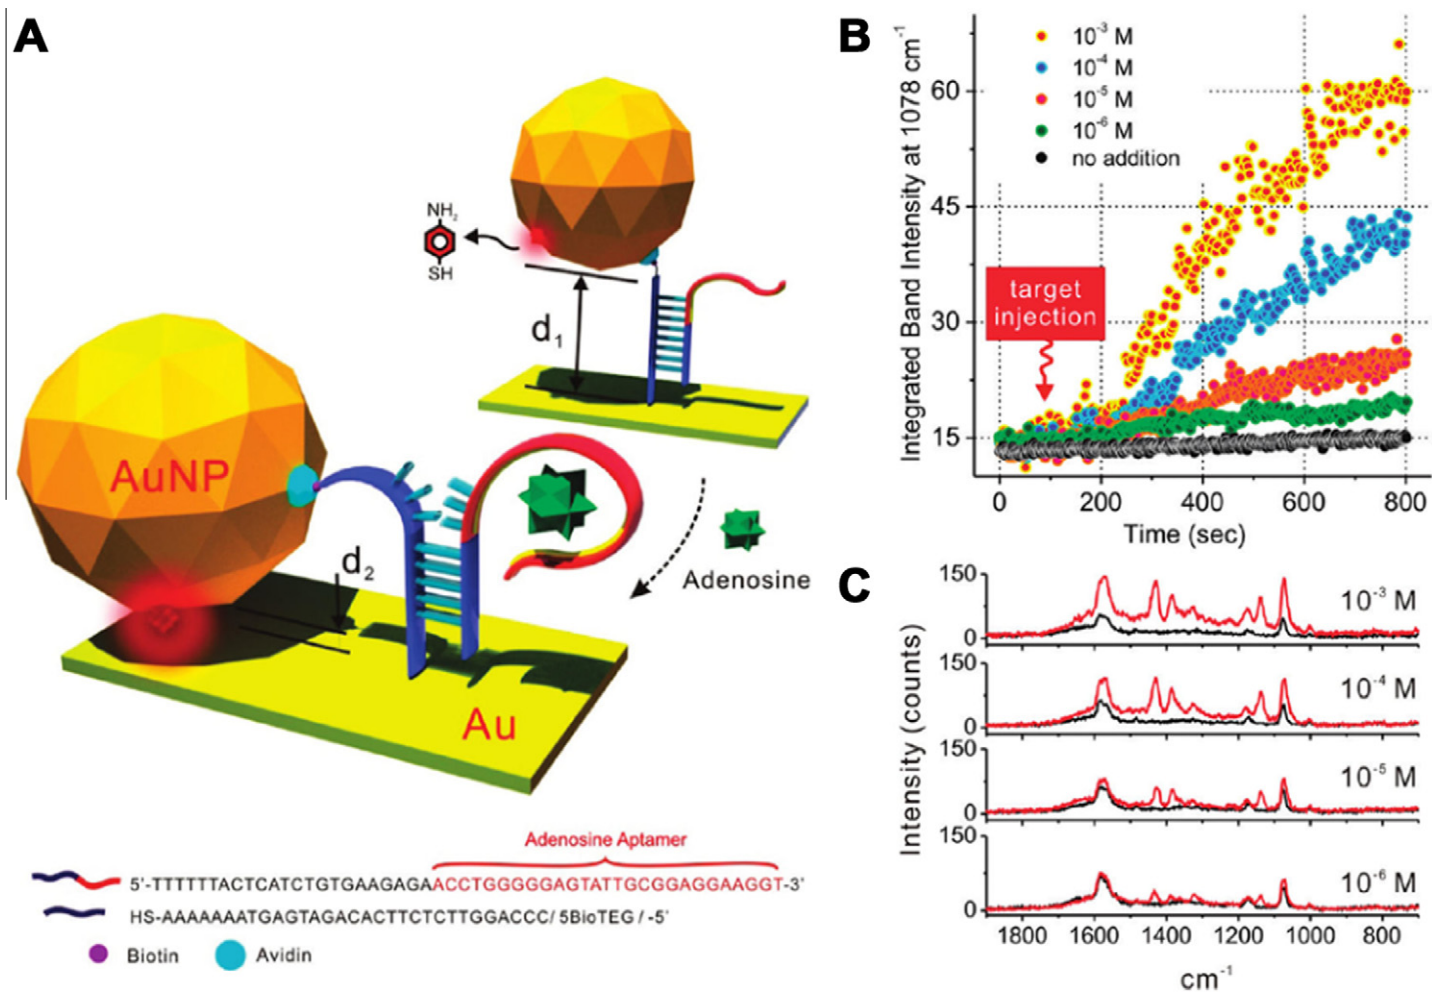 A
NH2
SH
d1
AuNP
d2
Adenosine
Au
Adenosine Aptamer
5'-TTTTTTACTCATCTGTGAAGAGAACCTGGGGGAGTATTGCGGAGGAAGGT-3'
HS-AAAAAAATGAGTAGACACTTCTCTTGGACCC/ 5BioTEG / -5'
Biotin
Avidin
B
Integrated Band Intensity at 1078 cm-1
60
45
30
15
10-3 M
10-4 M
10-5 M
10-6 M
no addition
target
injection
0 200 400 600 800
Time (sec)
C
Intensity (counts)
150
0
10-3 M
150
0
10-4 M
150
0
10-5 M
150
0
10-6 M
1800 1600 1400 1200 1000 800
cm-1